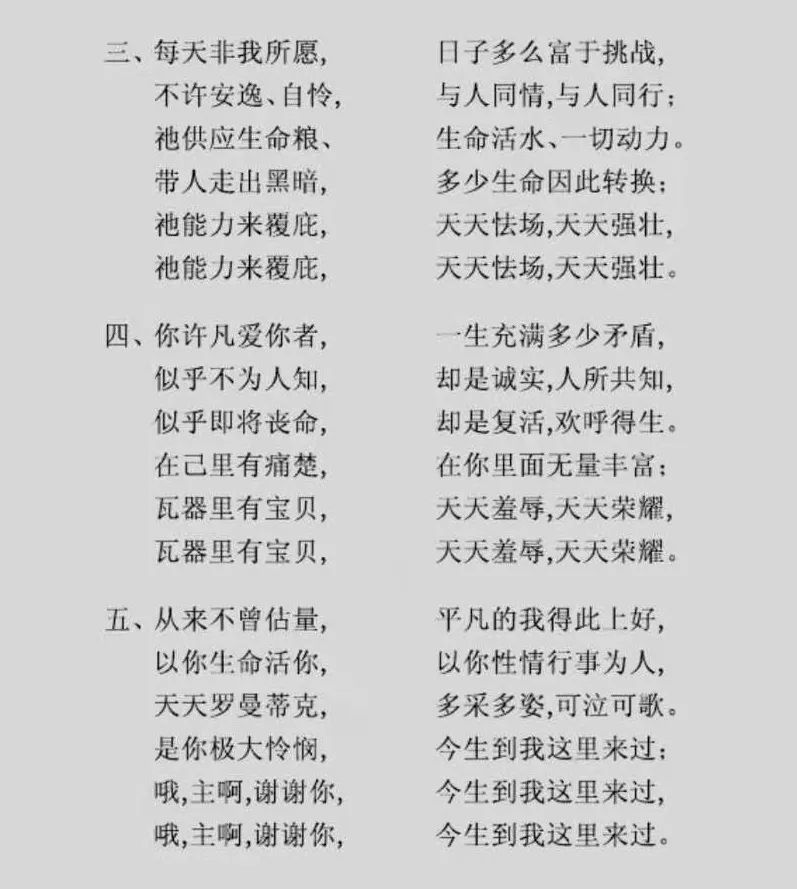 三、每天非我所愿, 日子多么富于挑战,
不许安逸、自怜, 与人同情,与人同行;
祂供应生命粮、 生命活水、一切动力。
带人走出黑暗, 多少生命因此转换;
祂能力来覆庇, 天天怯场,天天强壮,
祂能力来覆庇, 天天怯场,天天强壮。
四、你许凡爱你者, 一生充满多少矛盾,
似乎不为人知, 却是诚实,人所共知,
似乎即将丧命, 却是复活,欢呼得生。
在己里有痛楚, 在你里面无量丰富;
瓦器里有宝贝, 天天羞辱,天天荣耀,
瓦器里有宝贝, 天天羞辱,天天荣耀。
五、从来不曾估量, 平凡的我得此上好,
以你生命活你, 以你性情行事为人,
天天罗曼蒂克, 多采多姿,可泣可歌。
是你极大怜悯, 今生到我这里来过;
哦,主啊,谢谢你, 今生到我这里来过,
哦,主啊,谢谢你, 今生到我这里来过。